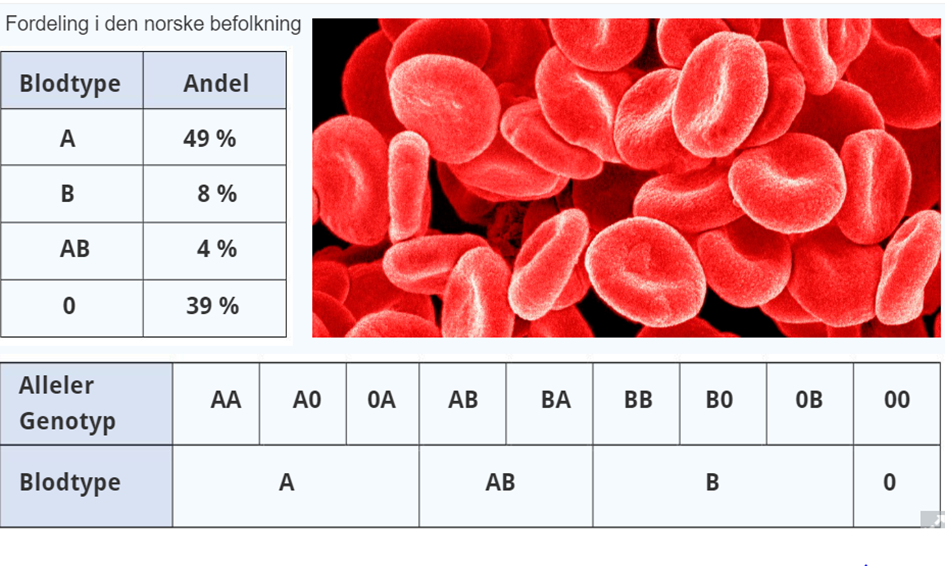 Fordeling i den norske befolkning
Blodtype Andel
A 49 %
B 8 %
AB 4 %
0 39 %
Alleler
Genotyp
AA A0 0A AB BA BB B0 0B 00
Blodtype A AB B 0